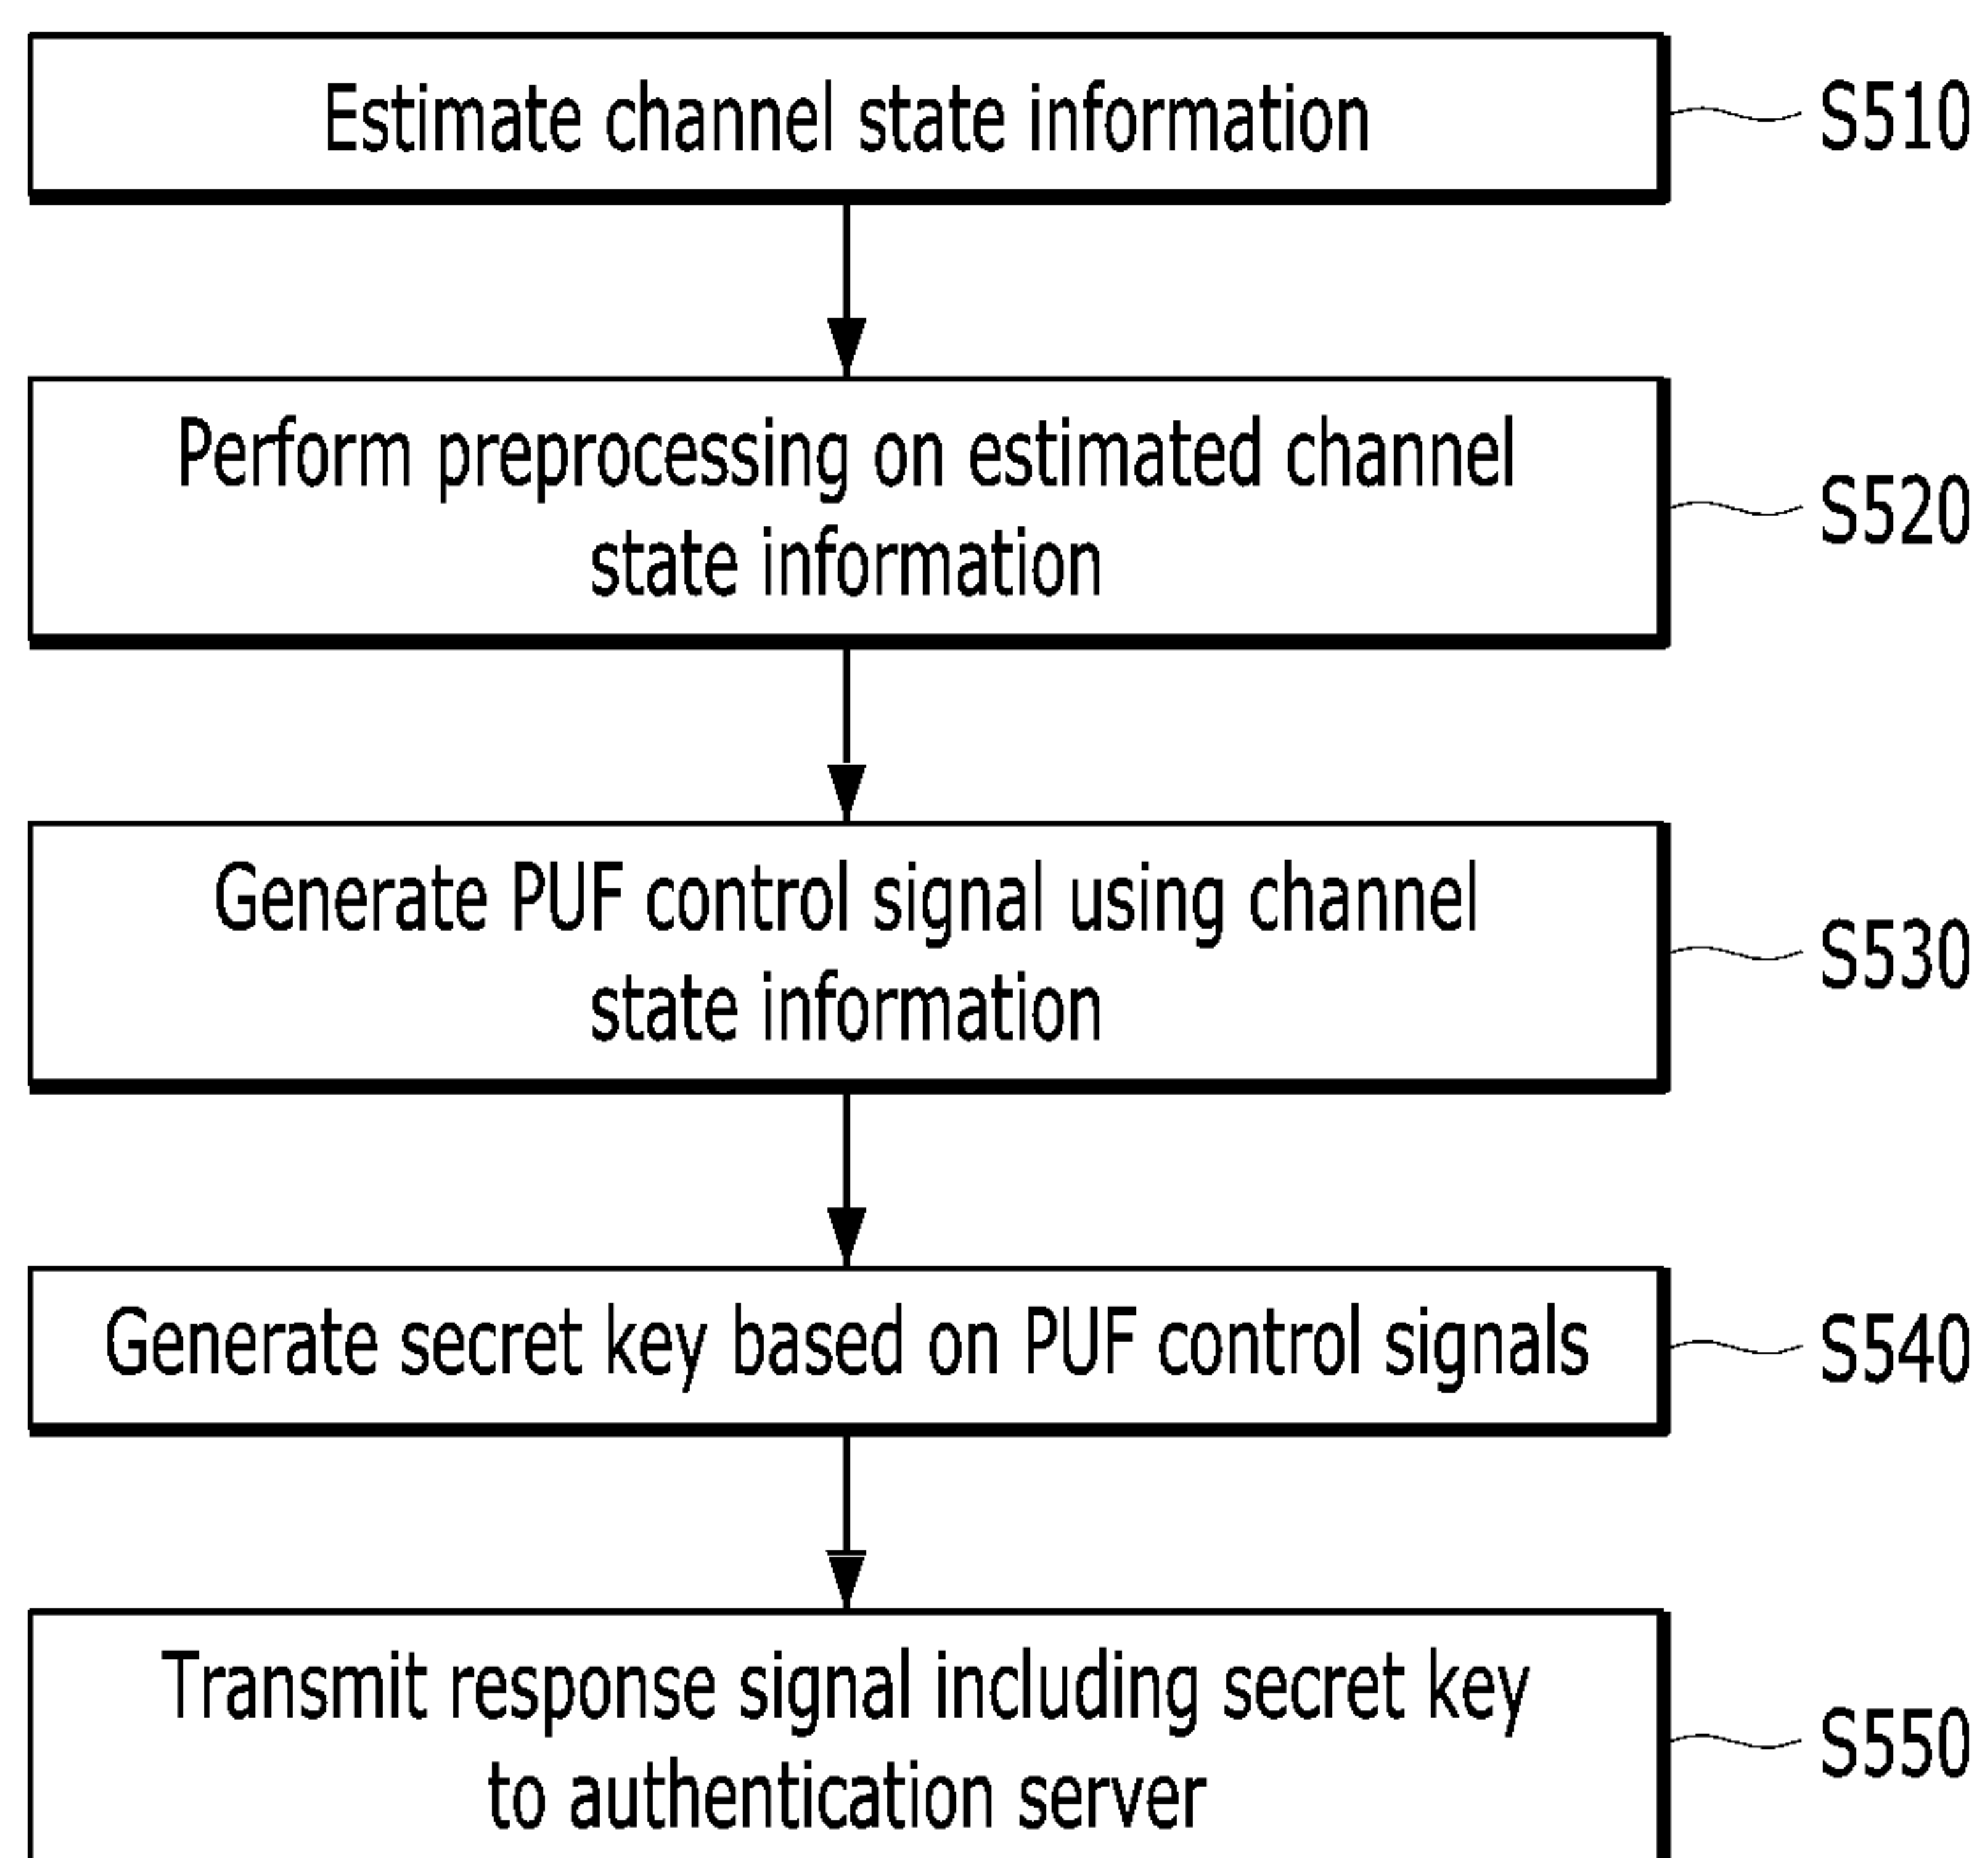 Estimate channel state information
S510
Perform preprocessing on estimated channel
state information
S520
Generate PUF control signal using channel
state information
S530
Generate secret key based on PUF control signals
S540
Transmit response signal including secret key
to authentication server
S550